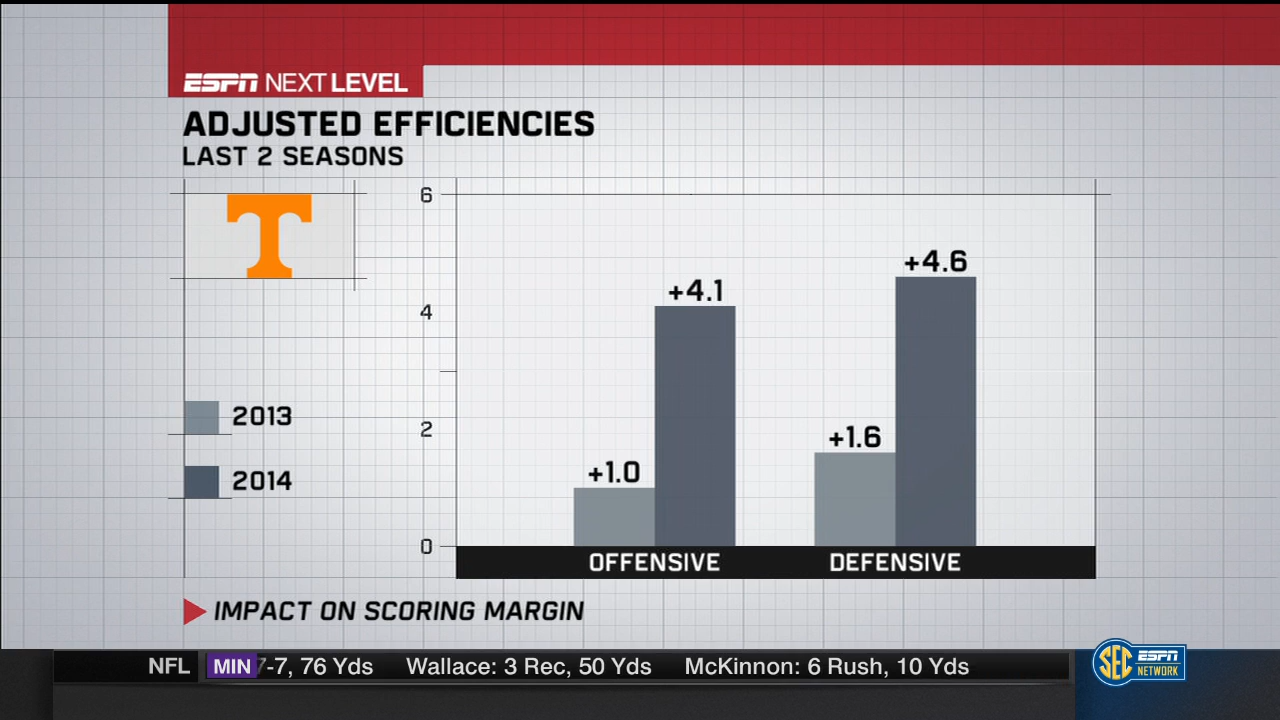 ESPN NEXT LEVEL
ADJUSTED EFFICIENCIES
LAST 2 SEASONS
T
6
4
2
0
+1.0
+4.1
+1.6
+4.6
2013
2014
OFFENSIVE DEFENSIVE
IMPACT ON SCORING MARGIN
NFL MIN 7-7, 76 Yds Wallace: 3 Rec, 50 Yds McKinnon: 6 Rush, 10 Yds
SEC ESPN NETWORK